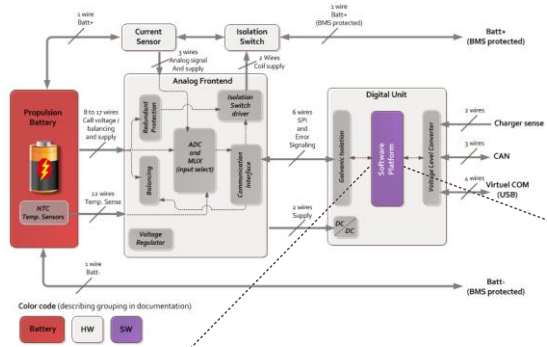 1 wire
Batt+
Current
Sensor
Isolation
Switch
1 wire
Batt+
(BMS protected)
Batt+
(BMS protected)
3 wires
Analog signal
And supply
2 Wires
Coil supply
Analog Frontend
Digital Unit
Propulsion
Battery
8 to 17 wires
Cell voltage /
balancing
and supply
Redundant
Protection
Isolation
Switch
driver
ADC
and
MUX
(input select)
Balancing
Communication
Interface
6 wires
SPI
and
Error
Signaling
Galvanic Isolation
Software
Platform
Voltage Level Converter
2 wires
Charger sense
3 wires
CAN
4 wires
Virtuel COM
(USB)
NTC
Temp. Sensors
12 wires
Temp. Sense
Voltage
Regulator
2 wires
Supply
DC
DC
1 wire
Batt-
Batt-
(BMS protected)
Color code (describing grouping in documentation)
Battery
HW
SW